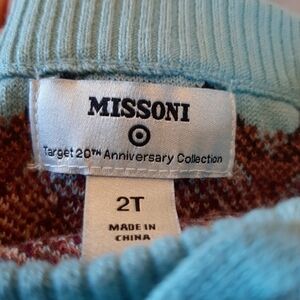 MISSONI
Target 20TH Anniversary Collection
2T
MADE IN
CHINA